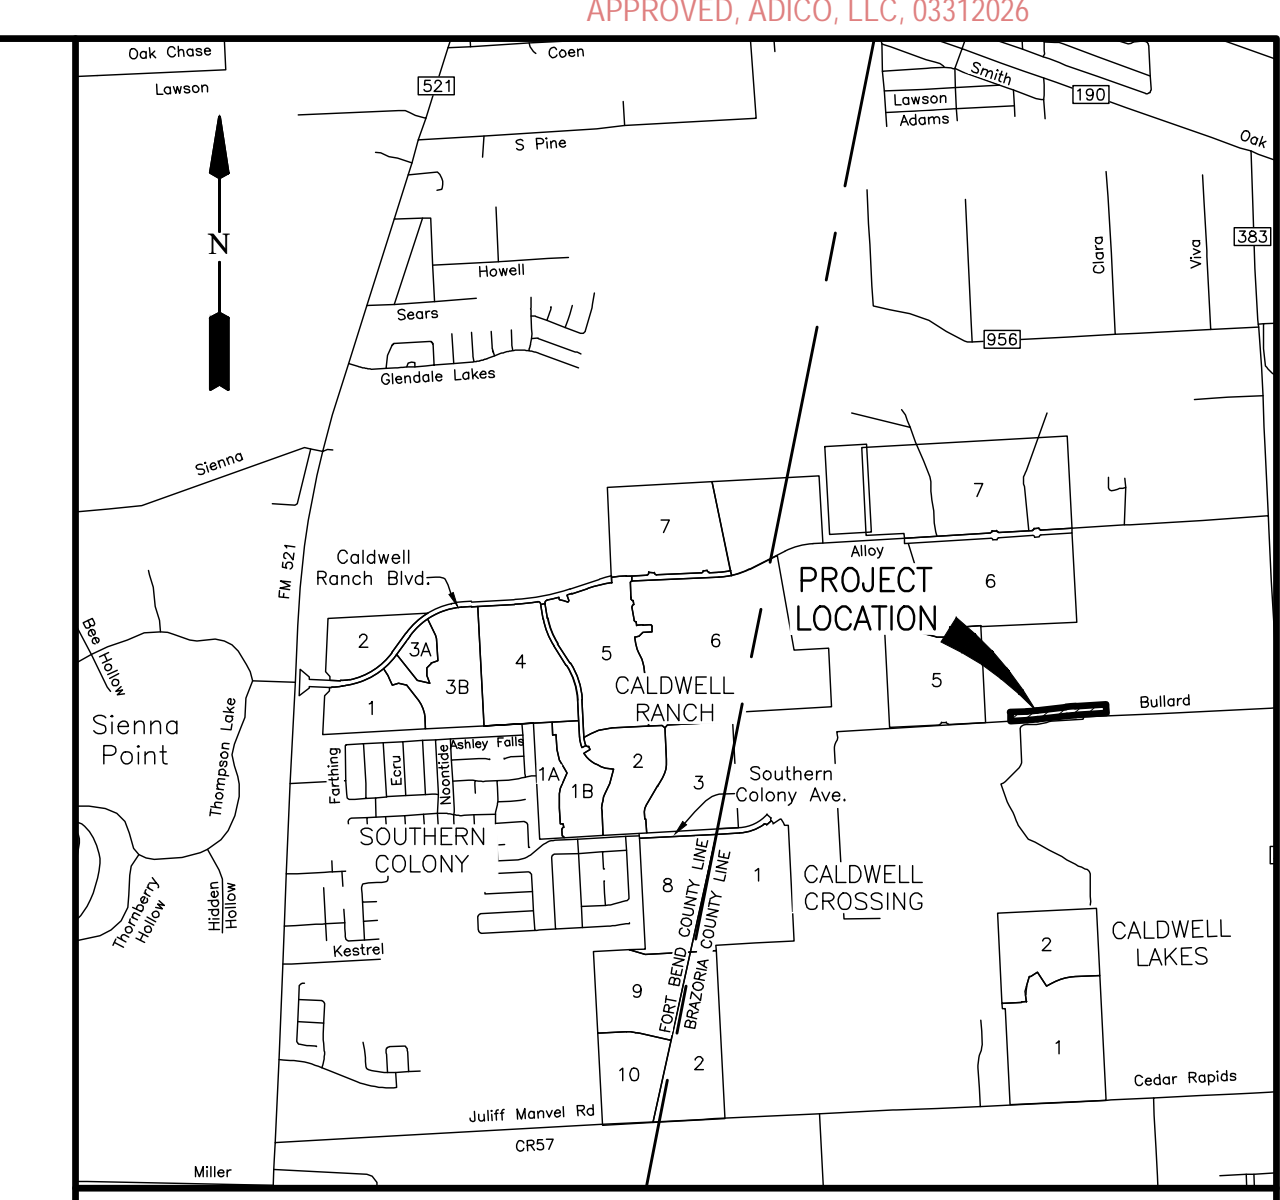 APPROVED, ADICO, LLC, 03312026
Oak Chase
Lawson
521
Coen
S Pine
Smith
190
Lawson
Adams
Oak
383
N
Howell
Sears
Glendale Lakes
Clara
Viva
956
Sienna
FM 521
Caldwell
Ranch Blvd.
7
7
Alloy
PROJECT
LOCATION
6
Bee Hollow
2
3A
3B
4
5
6
5
1
CALDWELL
RANCH
Bullard
Sienna
Point
Thompson Lake
Farthing
Ecru
Noontide
Ashley Falls
1A
1B
2
3
Southern
Colony Ave.
SOUTHERN
COLONY
8
1
CALDWELL
CROSSING
FORT BEND COUNTY LINE
BRAZORIA COUNTY LINE
Thornberry
Hollow
Hidden
Hollow
Kestrel
2
CALDWELL
LAKES
9
10
2
1
Cedar Rapids
Juliff Manvel Rd
CR57
Miller